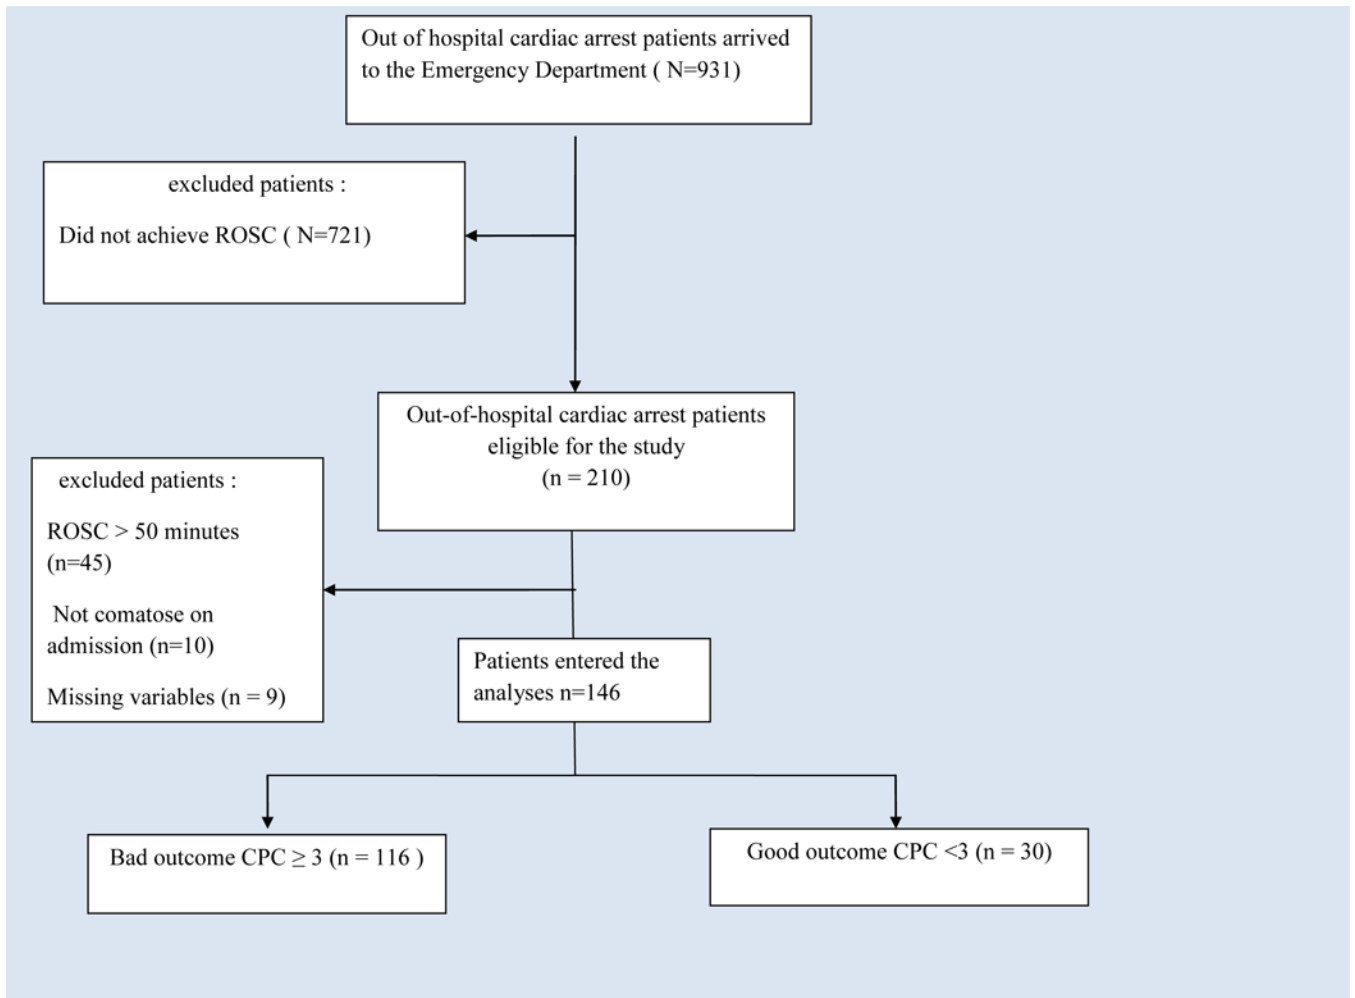 Out of hospital cardiac arrest patients arrived
to the Emergency Department ( N=931)
excluded patients :
Did not achieve ROSC ( N=721)
Out-of-hospital cardiac arrest patients
eligible for the study
(n = 210)
excluded patients :
ROSC > 50 minutes
(n=45)
Not comatose on
admission (n=10)
Missing variables (n = 9)
Patients entered the
analyses n=146
Bad outcome CPC ≥ 3 (n = 116 )
Good outcome CPC <3 (n = 30)